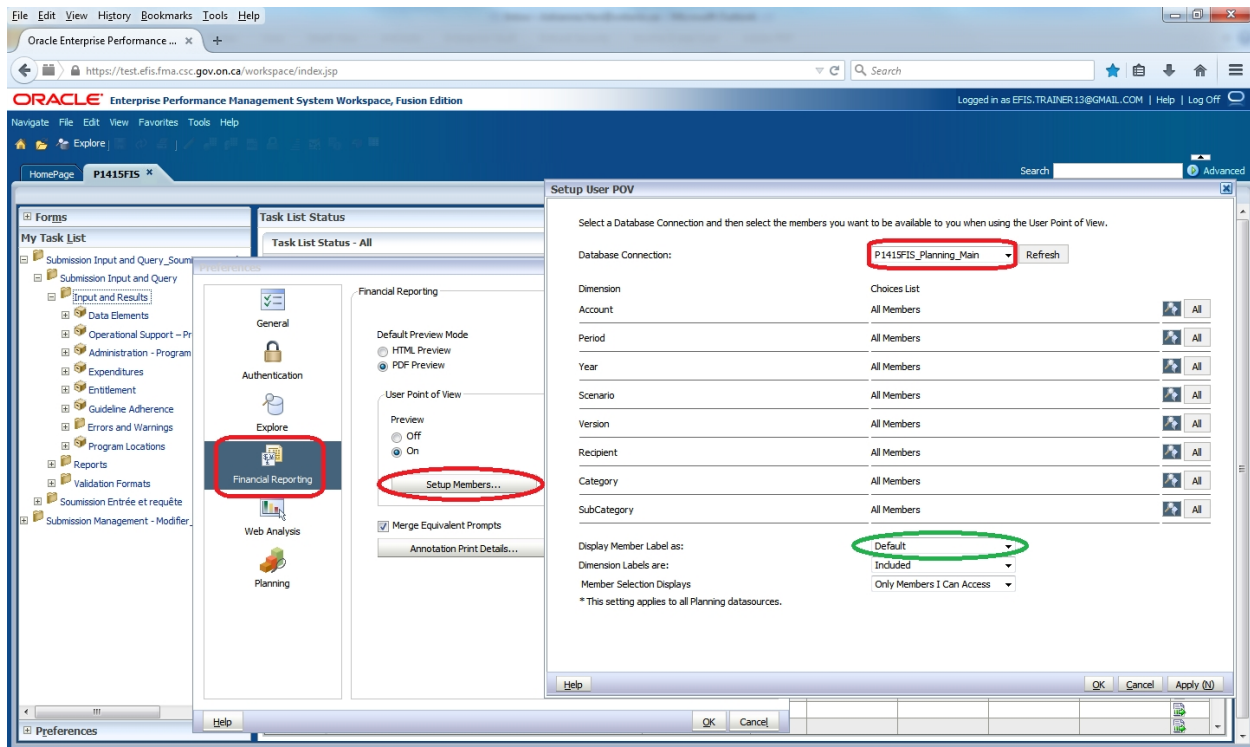 File Edit View History Bookmarks Tools Help
Oracle Enterprise Performance ... × +
https://test.efis.fma.csc.gov.on.ca/workspace/index.jsp
Search
ORACLE Enterprise Performance Management System Workspace, Fusion Edition
Logged in as EFIS.TRAINER13@GMAIL.COM | Help | Log Off
Navigate File Edit View Favorites Tools Help
Explore
HomePage P1415FIS ×
Search
Advanced
Forms
My Task List
Submission Input and Query_Soumi
Submission Input and Query
Input and Results
Data Elements
Operational Support – Pr
Administration - Program
Expenditures
Entitlement
Guideline Adherence
Errors and Warnings
Program Locations
Reports
Validation Formats
Soumission Entrée et requête
Submission Management - Modifier_
Preferences
Task List Status
Task List Status - All
Preferences
General
Authentication
Explore
Financial Reporting
Web Analysis
Planning
Financial Reporting
Default Preview Mode
HTML Preview
PDF Preview
User Point of View
Preview
Off
On
Setup Members...
Merge Equivalent Prompts
Annotation Print Details...
Help
OK Cancel
Setup User POV
Select a Database Connection and then select the members you want to be available to you when using the User Point of View.
Database Connection: P1415FIS_Planning_Main Refresh
Dimension Choices List
Account All Members All
Period All Members All
Year All Members All
Scenario All Members All
Version All Members All
Recipient All Members All
Category All Members All
SubCategory All Members All
Display Member Label as: Default
Dimension Labels are: Included
Member Selection Displays Only Members I Can Access
* This setting applies to all Planning datasources.
Help
OK Cancel Apply (N)